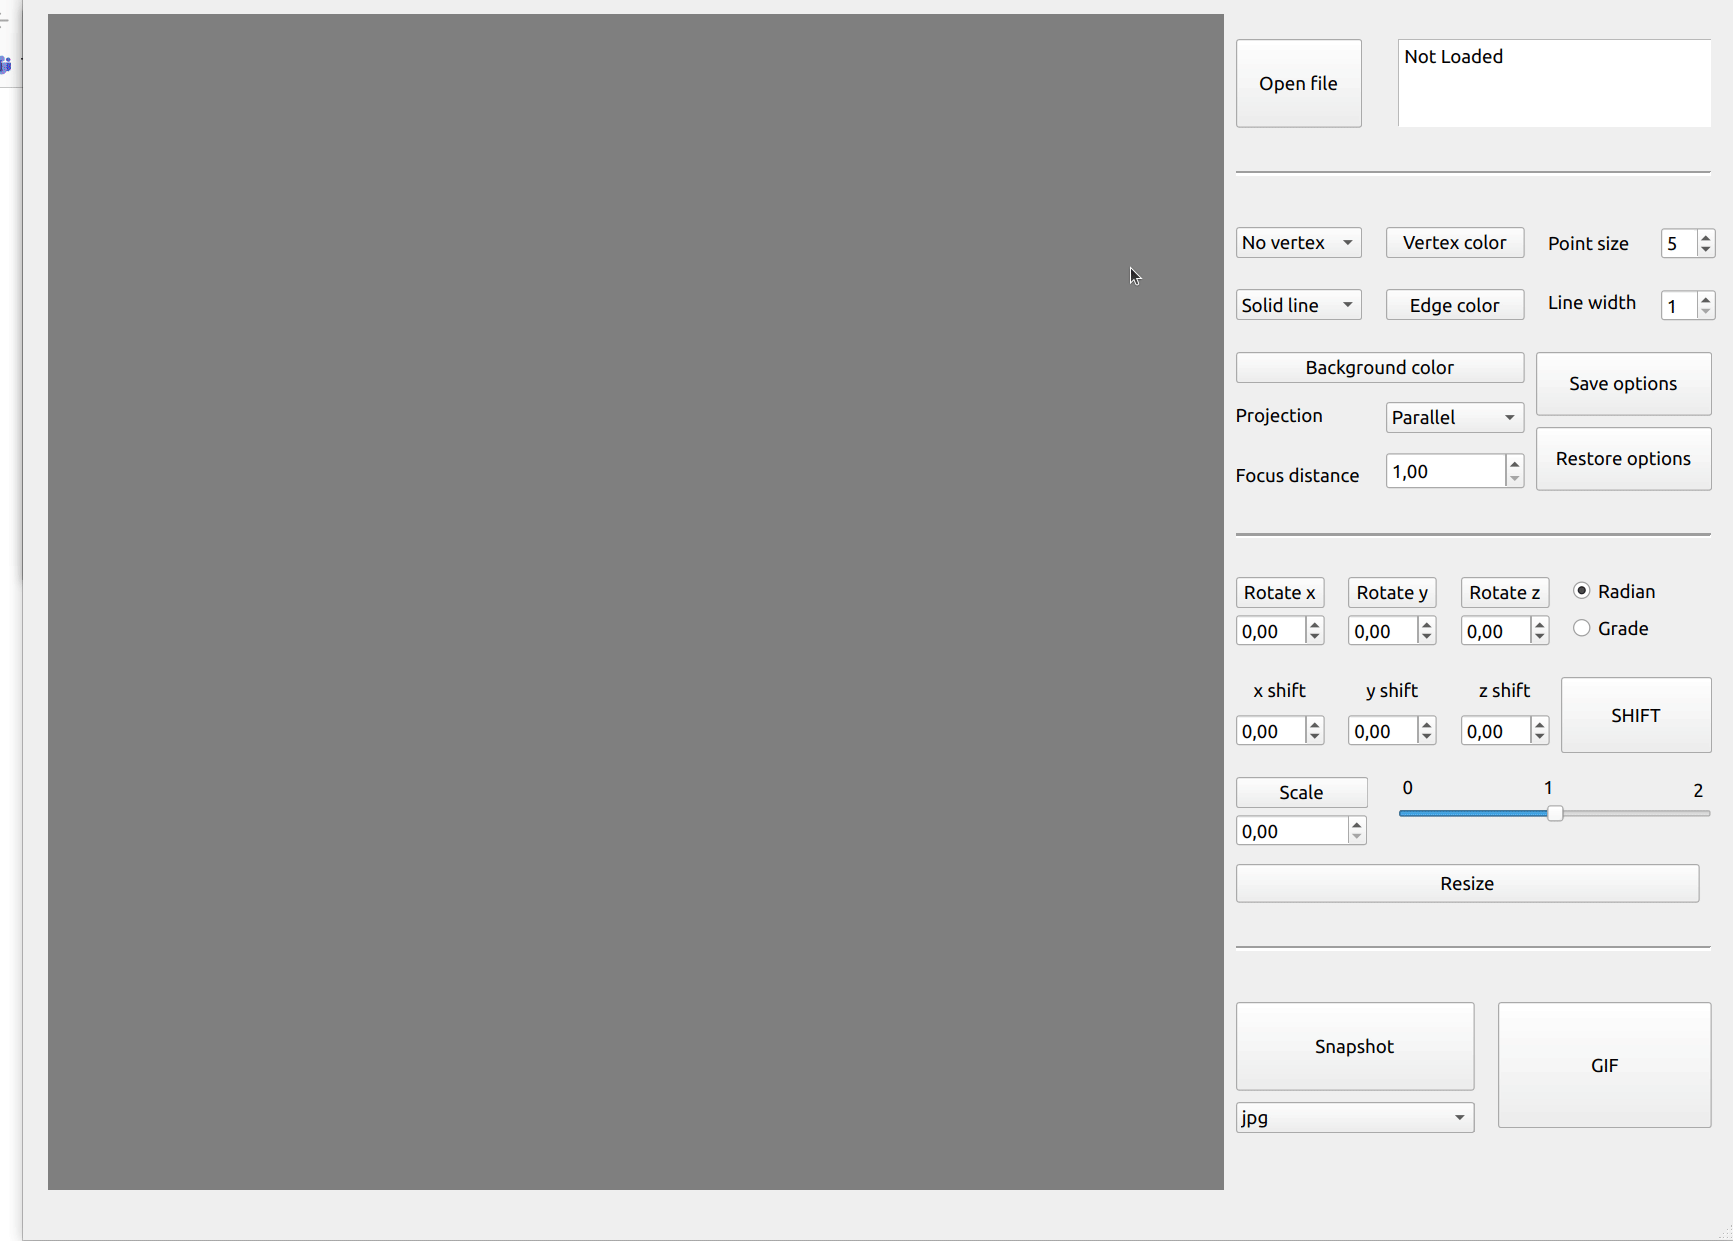 Open file
Not Loaded
No vertex
Vertex color
Point size
5
Solid line
Edge color
Line width
1
Background color
Save options
Projection
Parallel
Restore options
Focus distance
1,00
Rotate x
Rotate y
Rotate z
Radian
0,00
0,00
0,00
Grade
x shift
y shift
z shift
SHIFT
0,00
0,00
0,00
Scale
0
1
2
0,00
Resize
Snapshot
GIF
jpg